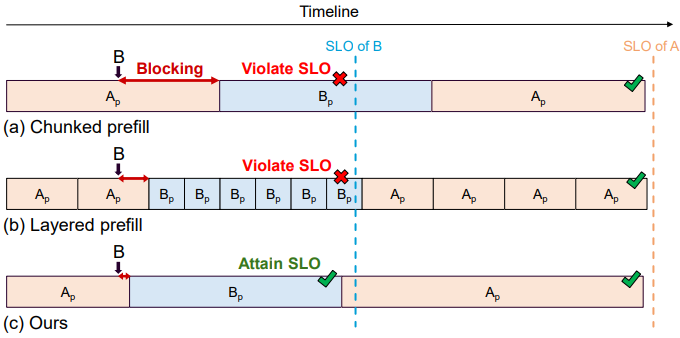 Timeline
SLO of B
SLO of A
B
Blocking
Violate SLO
Ap Bp Ap
(a) Chunked prefill
B
Violate SLO
Ap Ap Bp Bp Bp Bp Bp Bp Ap Ap Ap Ap
(b) Layered prefill
B
Attain SLO
Ap Bp Ap
(c) Ours